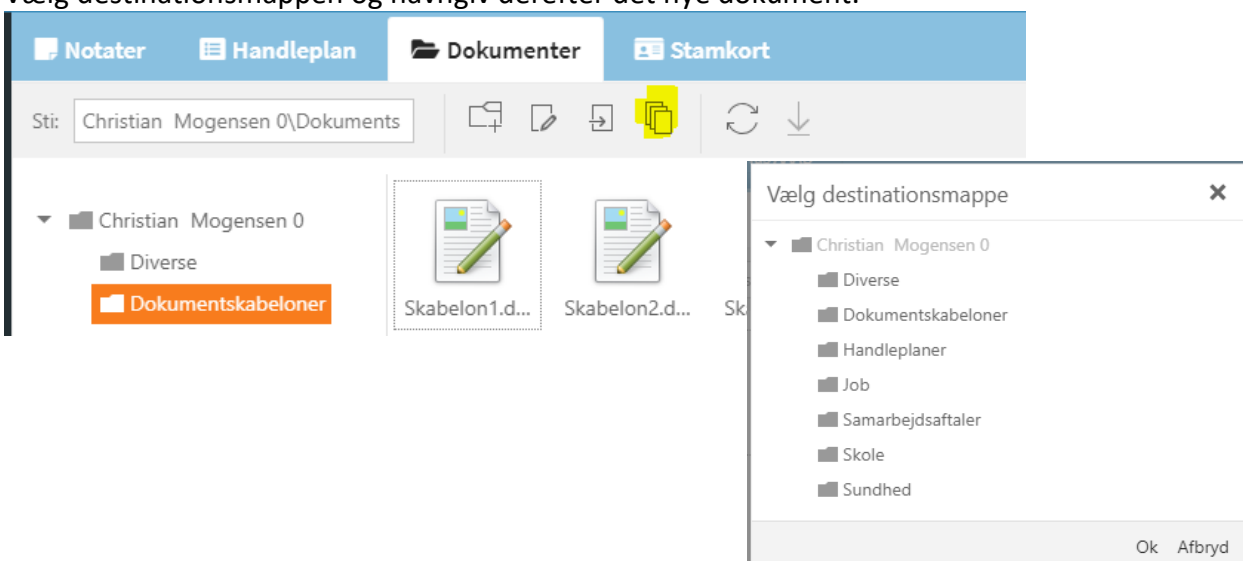 Vælg destinationsmappen og navngiv derefter det nye dokument.
Notater Handleplan Dokumenter Stamkort
Sti: Christian Mogensen 0\Dokuments
Christian Mogensen 0
Diverse
Dokumentskabeloner
Skabelon1.d... Skabelon2.d... Sk
Vælg destinationsmappe
Christian Mogensen 0
Diverse
Dokumentskabeloner
Handleplaner
Job
Samarbejdsaftaler
Skole
Sundhed
Ok Afbryd